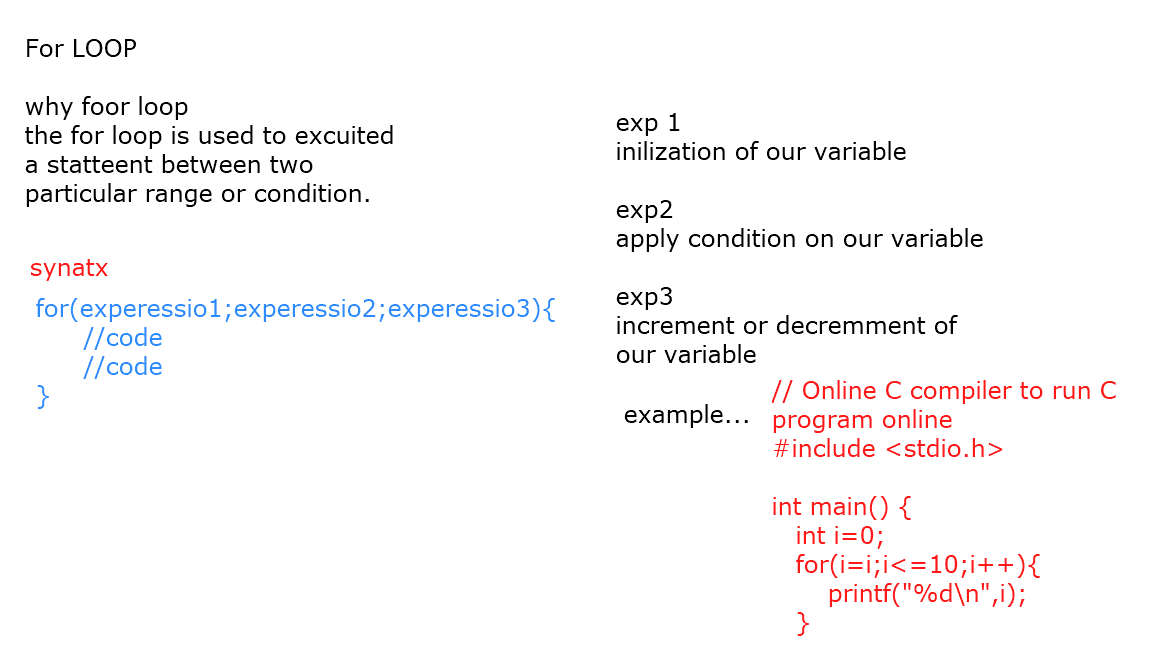 For LOOP
why foor loop
the for loop is used to excuited
a statteent between two
particular range or condition.
synatx
for(experessio1;experessio2;experessio3){
//code
//code
}
exp 1
inilization of our variable
exp2
apply condition on our variable
exp3
increment or decremment of
our variable
example...
// Online C compiler to run C
program online
#include <stdio.h>
int main() {
int i=0;
for(i=i;i<=10;i++){
printf("%d\n",i);
}